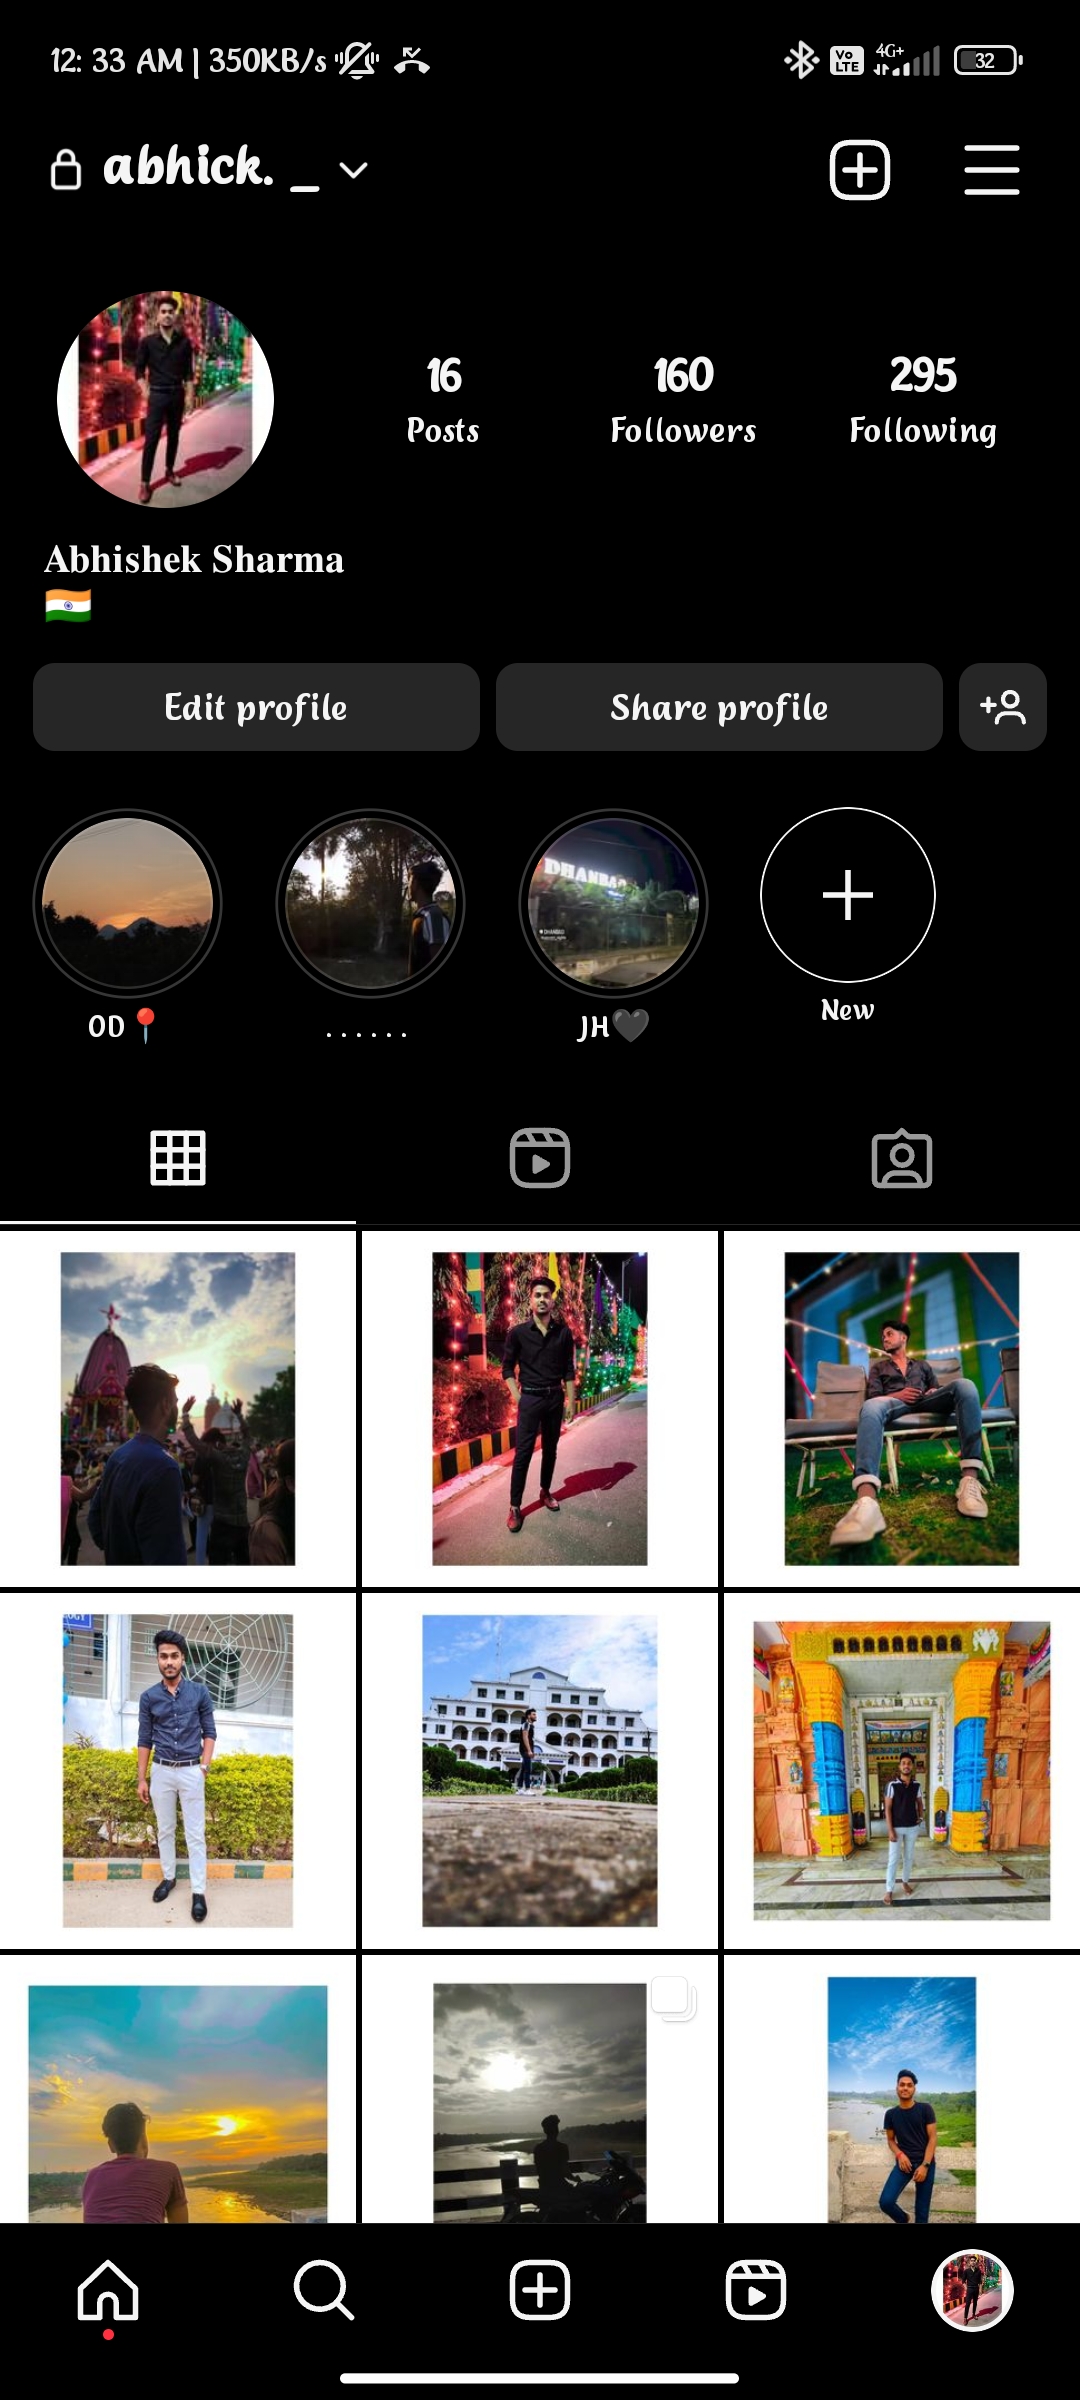 12: 33 AM | 350KB/s Vo LTE 4G+ 32
abhick. _
16 160 295
Posts Followers Following
Abhishek Sharma
🇮🇳
Edit profile Share profile
DHANBAD
OD📍 ...... JH🖤 New